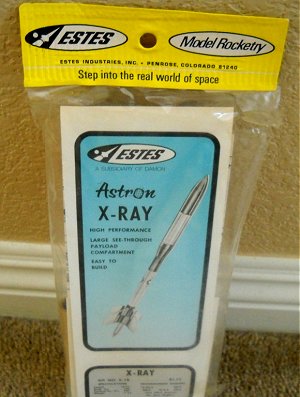 ESTES Model Rocketry
ESTES INDUSTRIES, INC. • PENROSE, COLORADO 81240
Step into the real world of space
ESTES
A SUBSIDIARY OF DAMON
Astron
X-RAY
HIGH PERFORMANCE
LARGE SEE-THROUGH
PAYLOAD
COMPARTMENT
EASY TO
BUILD
X-RAY